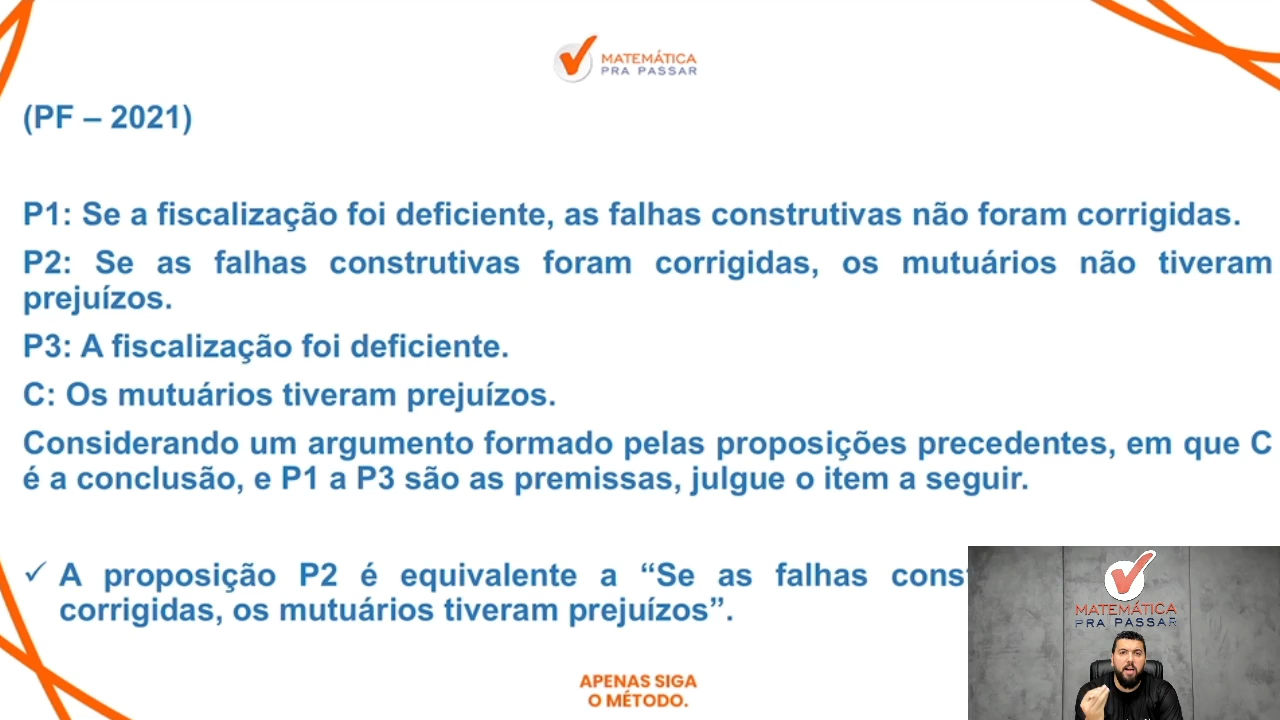 MATEMÁTICA
PRA PASSAR
(PF – 2021)
P1: Se a fiscalização foi deficiente, as falhas construtivas não foram corrigidas.
P2: Se as falhas construtivas foram corrigidas, os mutuários não tiveram
prejuízos.
P3: A fiscalização foi deficiente.
C: Os mutuários tiveram prejuízos.
Considerando um argumento formado pelas proposições precedentes, em que C
é a conclusão, e P1 a P3 são as premissas, julgue o item a seguir.
✓ A proposição P2 é equivalente a “Se as falhas
corrigidas, os mutuários tiveram prejuízos”.
MATEMÁTICA
PRA PASSAR
APENAS SIGA
O MÉTODO.